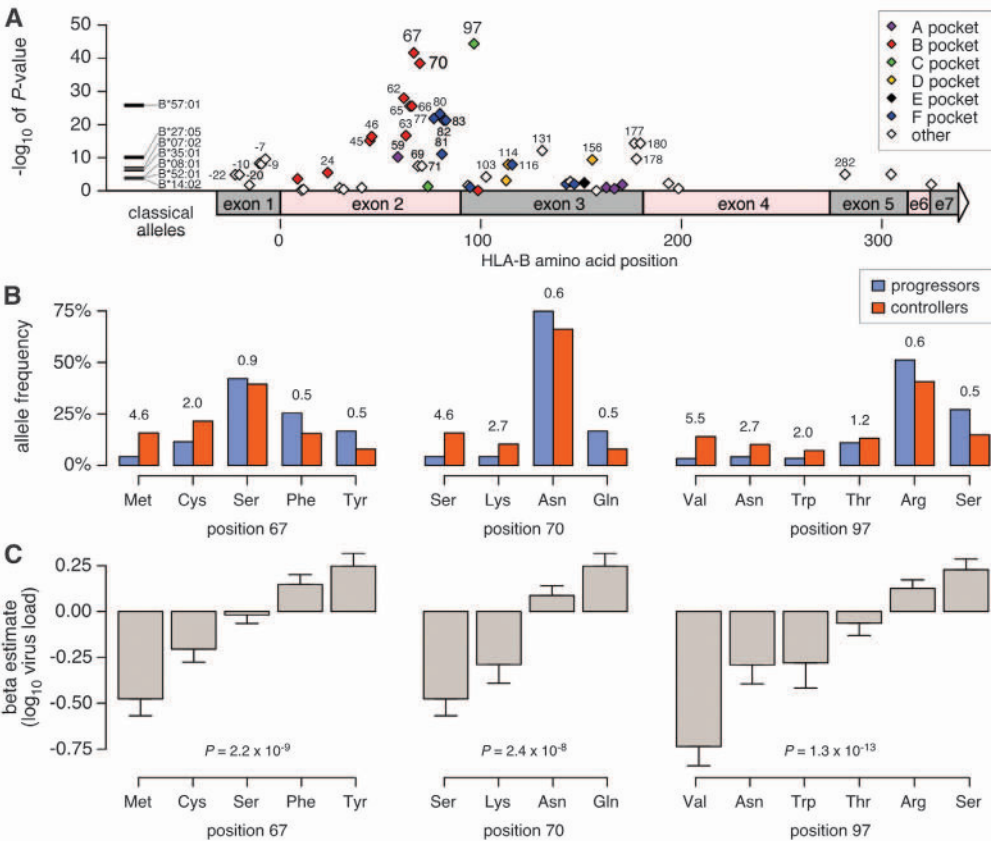 A
-log10 of P-value
50
40
30
20
10
0
B*57:01
B*27:05
B*07:02
B*35:01
B*08:01
B*52:01
B*14:02
classical
alleles
97
67
70
62
65
66
77
80
83
82
81
46
45
63
59
69
71
24
-7
-10
-9
-22
-20
103
114
116
131
156
177
180
178
282
A pocket
B pocket
C pocket
D pocket
E pocket
F pocket
other
exon 1 exon 2 exon 3 exon 4 exon 5 e6 e7
0 100 200 300
HLA-B amino acid position
B
progressors
controllers
allele frequency
75%
50%
25%
0%
4.6 2.0 0.9 0.5 0.5
4.6 2.7 0.6 0.5
5.5 2.7 2.0 1.2 0.6 0.5
Met Cys Ser Phe Tyr
position 67
Ser Lys Asn Gln
position 70
Val Asn Trp Thr Arg Ser
position 97
C
beta estimate
(log10 virus load)
0.25
0.00
-0.25
-0.50
-0.75
P = 2.2 x 10-9
P = 2.4 x 10-8
P = 1.3 x 10-13
Met Cys Ser Phe Tyr
position 67
Ser Lys Asn Gln
position 70
Val Asn Trp Thr Arg Ser
position 97